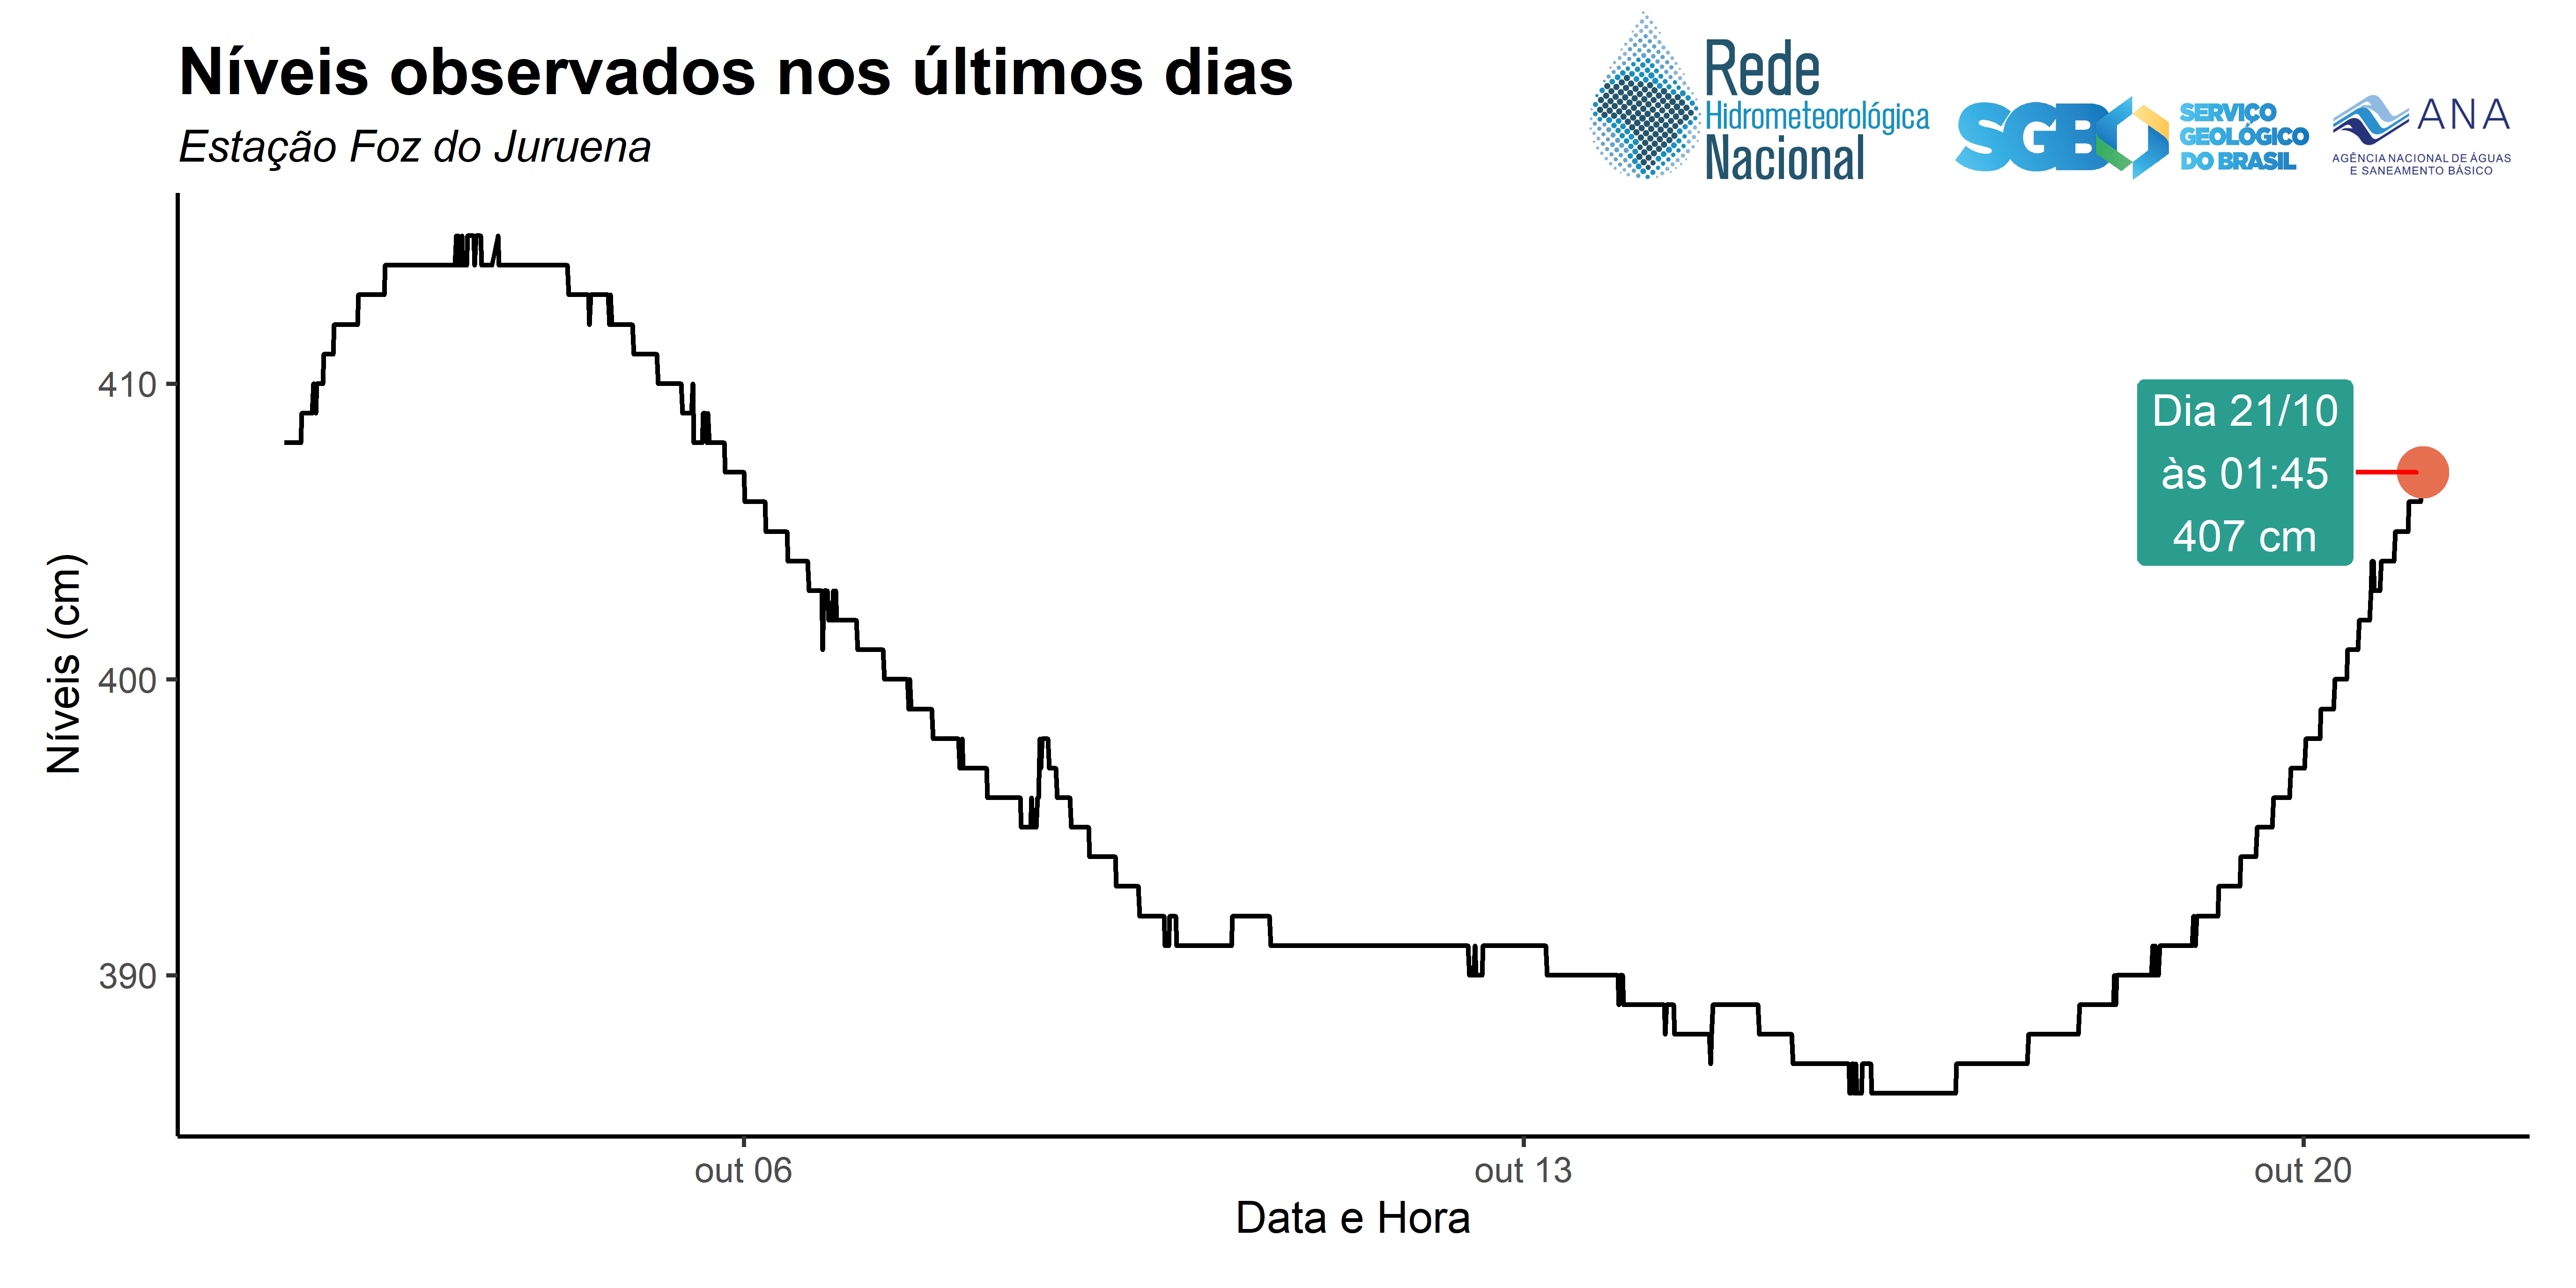 Níveis observados nos últimos dias
Estação Foz do Juruena
Rede
Hidrometeorológica
Nacional
SGB
SERVIÇO
GEOLÓGICO
DO BRASIL
ANA
AGÊNCIA NACIONAL DE ÁGUAS
E SANEAMENTO BÁSICO
Níveis (cm)
410
400
390
Dia 21/10
às 01:45
407 cm
out 06
out 13
out 20
Data e Hora